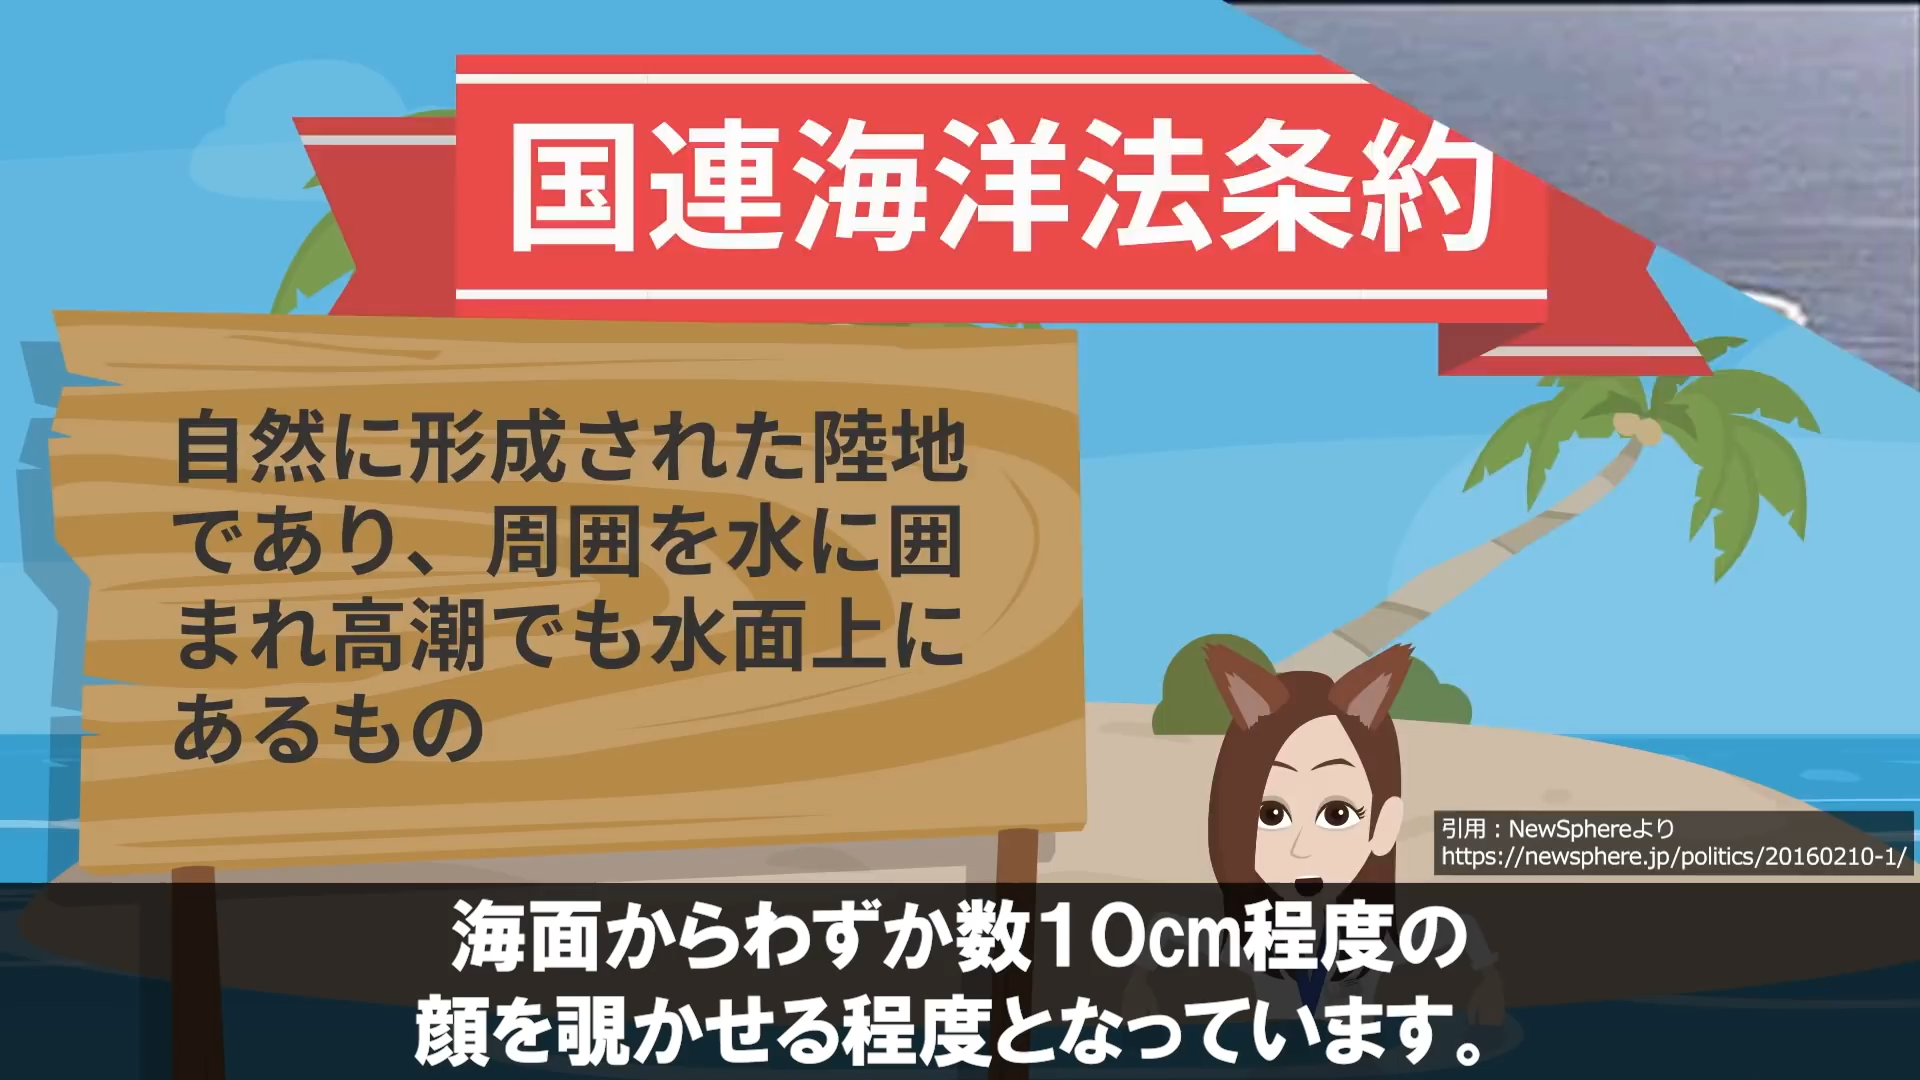 国連海洋法条約
自然に形成された陸地
であり、周囲を水に囲
まれ高潮でも水面上に
あるもの
引用：NewSphereより
https://newsphere.jp/politics/20160210-1/
海面からわずか数10cm程度の
顔を覗かせる程度となっています。